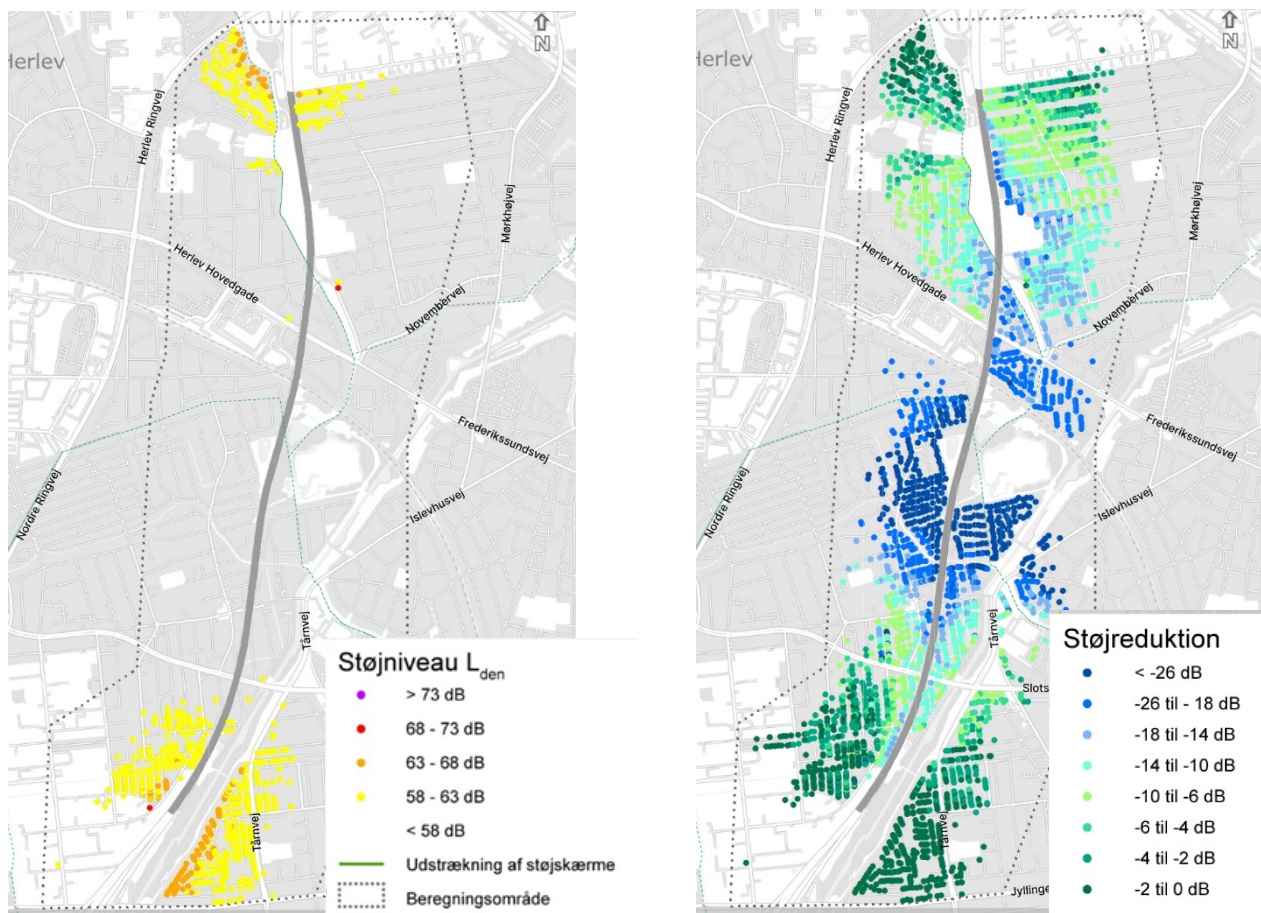 N
Herlev
Herlev Ringvej
Mørkhøjvej
Herlev Hovedgade
Novembervej
Frederikssundsvej
Nordre Ringvej
Islevhusvej
Tårnvej
Tårnvej
Støjniveau Lden
> 73 dB
68 - 73 dB
63 - 68 dB
58 - 63 dB
< 58 dB
Udstrækning af støjskærme
Beregningsområde
N
Herlev
Herlev Ringvej
Mørkhøjvej
Herlev Hovedgade
Novembervej
Frederikssundsvej
Nordre Ringvej
Islevhusvej
Tårnvej
Slots
Tårnvej
Jyllinge
Støjreduktion
< -26 dB
-26 til - 18 dB
-18 til -14 dB
-14 til -10 dB
-10 til -6 dB
-6 til -4 dB
-4 til -2 dB
-2 til 0 dB